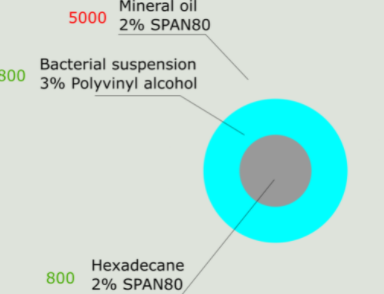 Mineral oil
5000 2% SPAN80
Bacterial suspension
800 3% Polyvinyl alcohol
Hexadecane
800 2% SPAN80